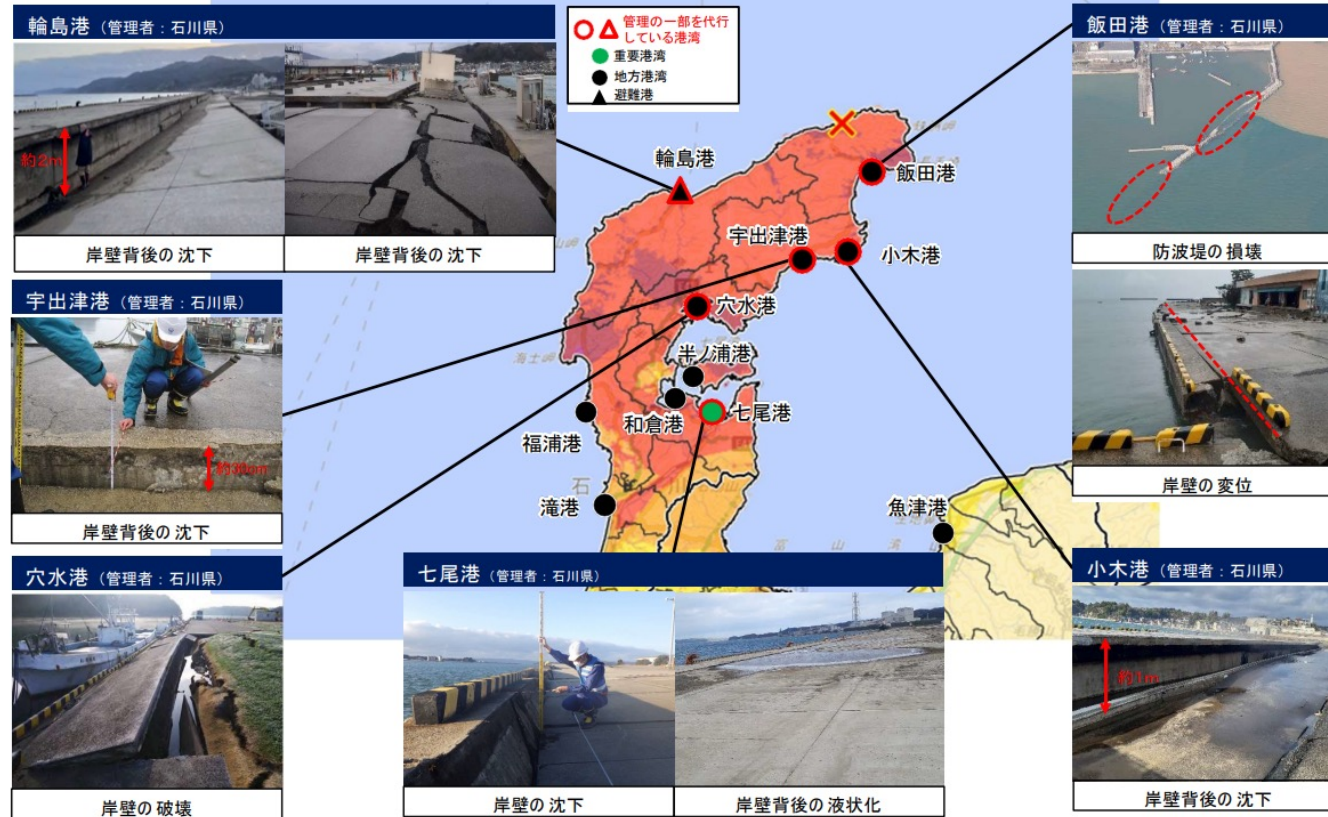 輪島港（管理者：石川県）
約2m
岸壁背後の沈下
岸壁背後の沈下
管理の一部を代行
している港湾
重要港湾
地方港湾
避難港
飯田港（管理者：石川県）
防波堤の損壊
岸壁の変位
宇出津港（管理者：石川県）
約30cm
岸壁背後の沈下
穴水港（管理者：石川県）
岸壁の破壊
輪島港
飯田港
宇出津港
小木港
穴水港
半ノ浦港
和倉港
七尾港
福浦港
滝港
魚津港
石
川
富
山
湾
七尾港（管理者：石川県）
岸壁の沈下
岸壁背後の液状化
小木港（管理者：石川県）
約1m
岸壁背後の沈下